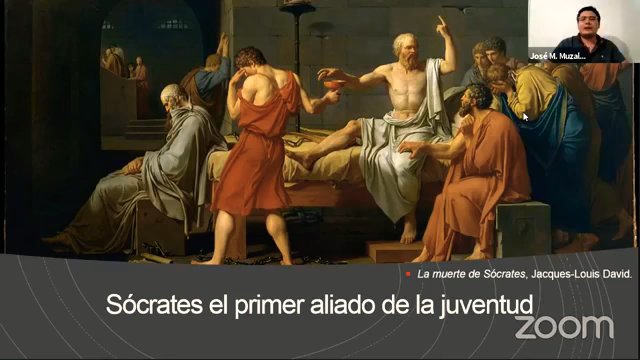 José M. Muzal...
La muerte de Sócrates, Jacques-Louis David.
Sócrates el primer aliado de la juventud
zoom